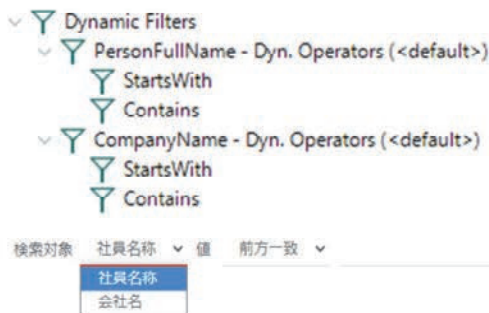 Dynamic Filters
PersonFullName - Dyn. Operators (<default>)
StartsWith
Contains
CompanyName - Dyn. Operators (<default>)
StartsWith
Contains
検索対象 社員名称 値 前方一致
社員名称
会社名